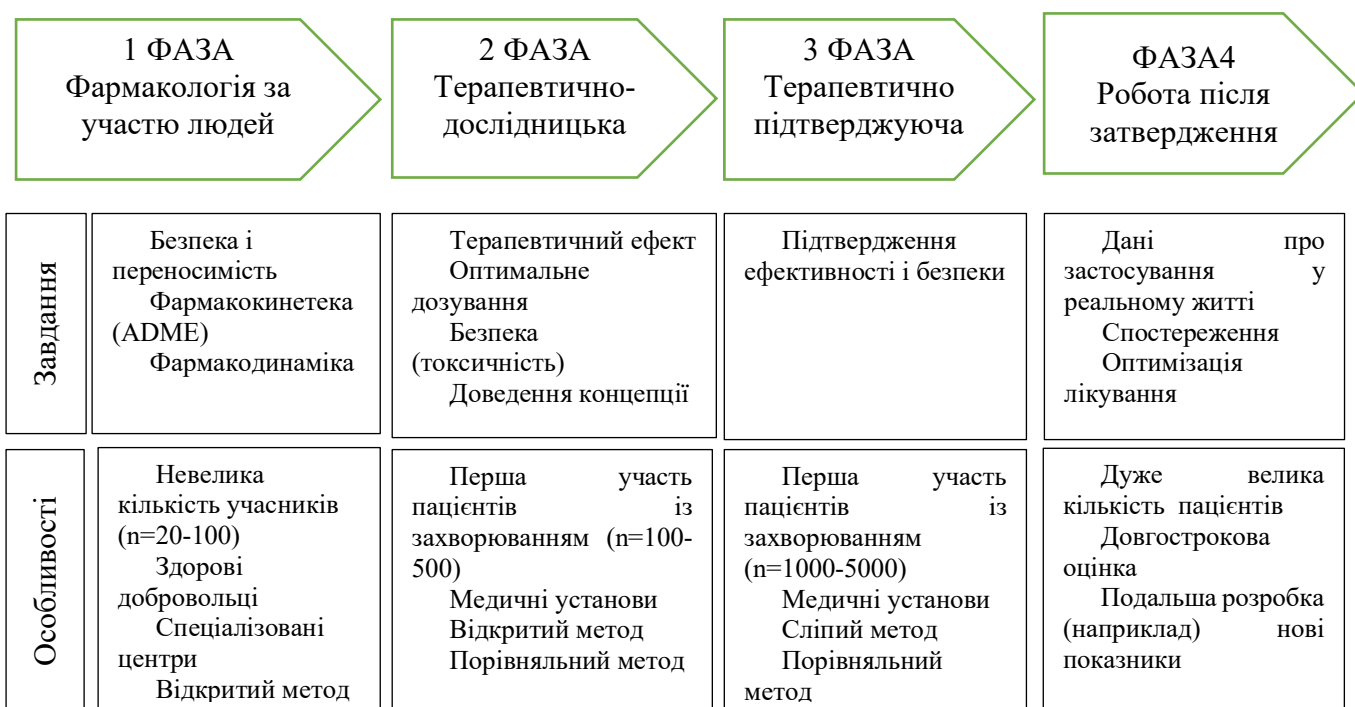 1 ФАЗА
Фармакологія за
участю людей
2 ФАЗА
Терапевтично-
дослідницька
3 ФАЗА
Терапевтично
підтверджуюча
ФАЗА4
Робота після
затвердження
Завдання
Безпека і
переносимість
Фармакокинетека
(ADME)
Фармакодинаміка
Терапевтичний ефект
Оптимальне
дозування
Безпека
(токсичність)
Доведення концепції
Підтвердження
ефективності і безпеки
Дані про
застосування у
реальному житті
Спостереження
Оптимізація
лікування
Особливості
Невелика
кількість учасників
(n=20-100)
Здорові
добровольці
Спеціалізовані
центри
Відкритий метод
Перша участь
пацієнтів із
захворюванням (n=100-
500)
Медичні установи
Відкритий метод
Порівняльний метод
Перша участь
пацієнтів із
захворюванням
(n=1000-5000)
Медичні установи
Сліпий метод
Порівняльний
метод
Дуже велика
кількість пацієнтів
Довгострокова
оцінка
Подальша розробка
(наприклад) нові
показники